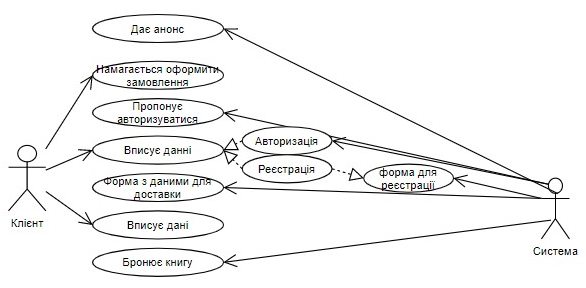 Дає анонс
Намагається оформити
замовлення
Пропонує
авторизуватися
Авторизація
Вписує данні
Реєстрація
форма для
реєстрації
Форма з даними для
доставки
Клієнт
Вписує дані
Система
Бронює книгу